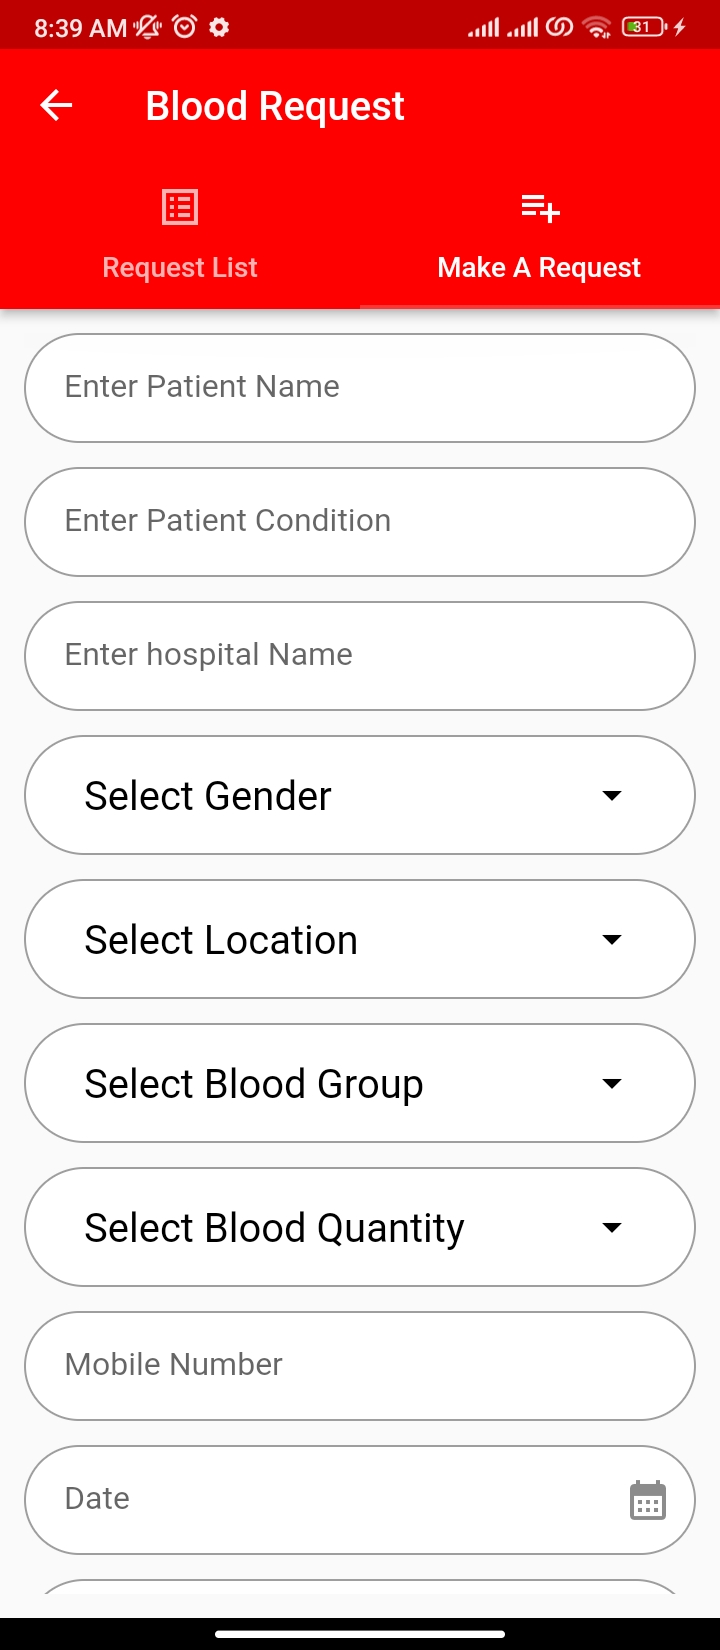 8:39 AM
31
Blood Request
Request List
Make A Request
Enter Patient Name
Enter Patient Condition
Enter hospital Name
Select Gender
Select Location
Select Blood Group
Select Blood Quantity
Mobile Number
Date